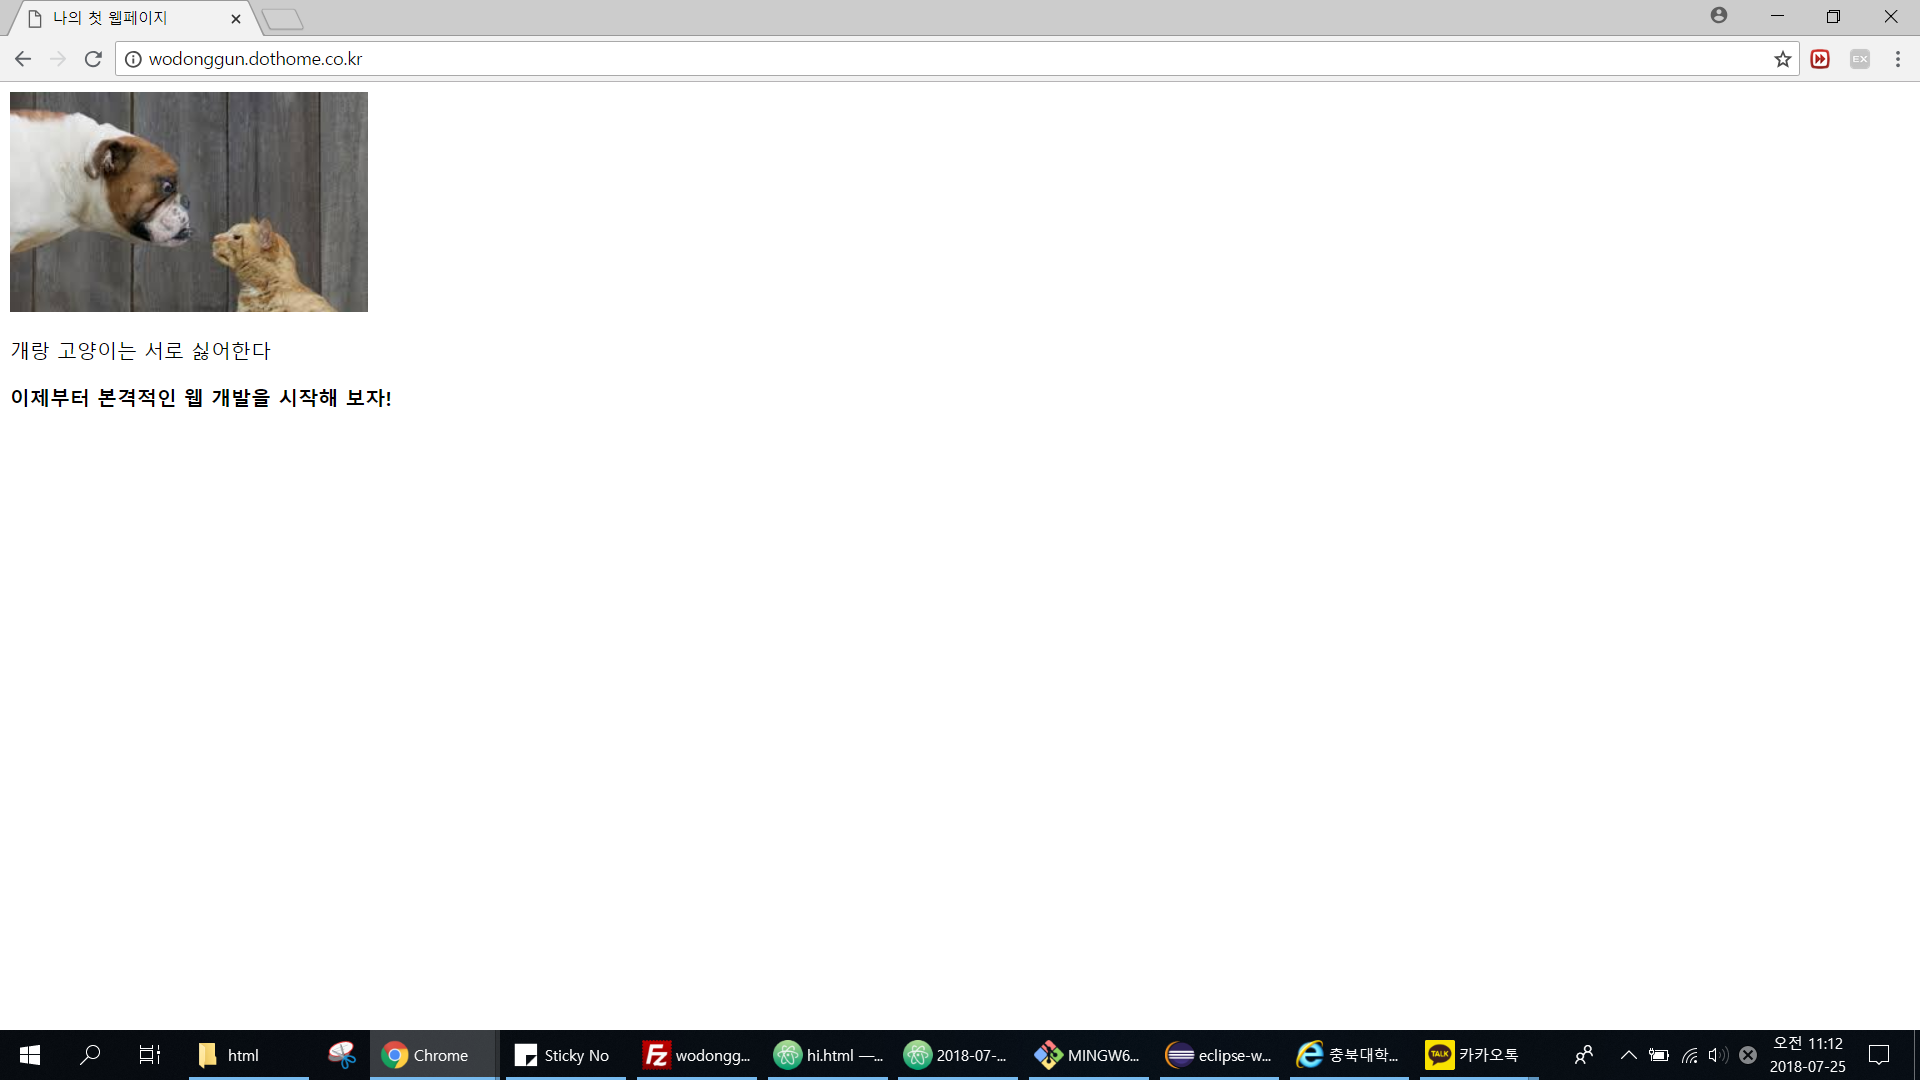 나의 첫 웹페이지
wodonggun.dothome.co.kr
EX
개랑 고양이는 서로 싫어한다
이제부터 본격적인 웹 개발을 시작해 보자!
html
Chrome
Sticky No
Fz
wodongg...
hi.html —...
2018-07-...
MINGW6...
eclipse-w...
충북대학...
TALK
카카오톡
오전 11:12
2018-07-25